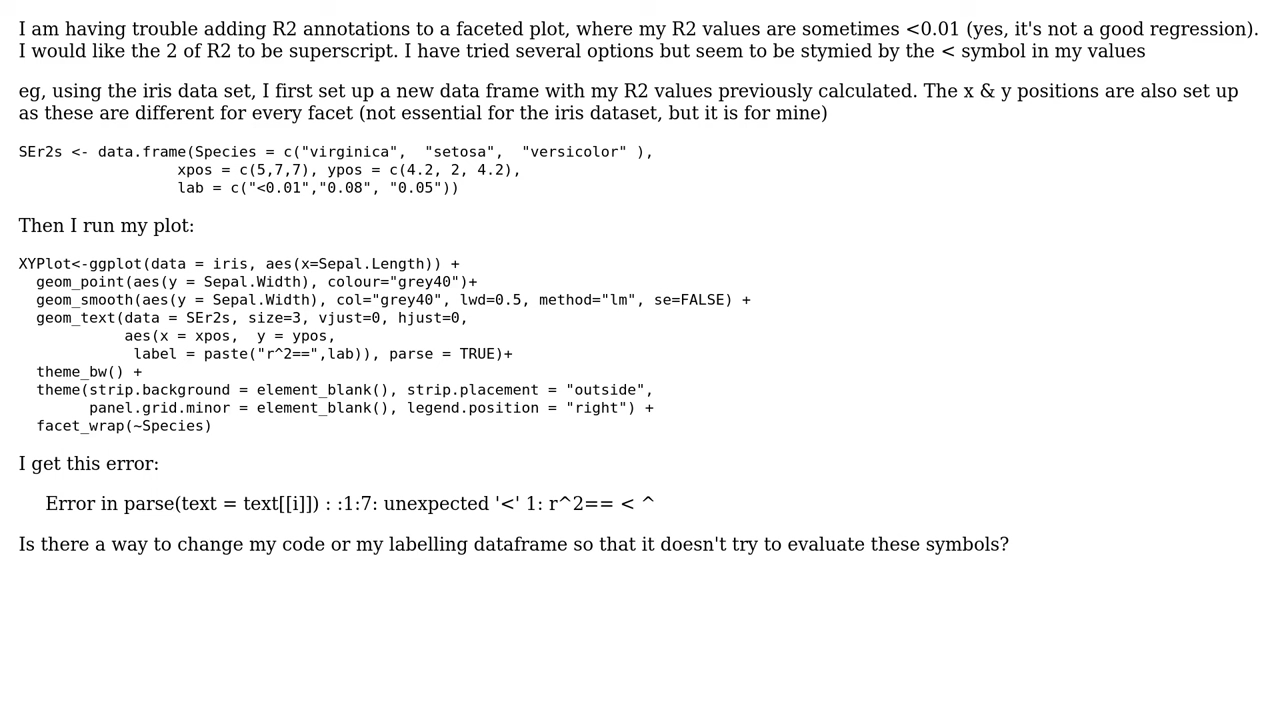 I am having trouble adding R2 annotations to a faceted plot, where my R2 values are sometimes <0.01 (yes, it's not a good regression).
I would like the 2 of R2 to be superscript. I have tried several options but seem to be stymied by the < symbol in my values
eg, using the iris data set, I first set up a new data frame with my R2 values previously calculated. The x & y positions are also set up
as these are different for every facet (not essential for the iris dataset, but it is for mine)
SEr2s <- data.frame(Species = c("virginica",  "setosa",  "versicolor" ),
                  xpos = c(5,7,7), ypos = c(4.2, 2, 4.2),
                  lab = c("<0.01","0.08", "0.05"))
Then I run my plot:
XYPlot<-ggplot(data = iris, aes(x=Sepal.Length)) +
  geom_point(aes(y = Sepal.Width), colour="grey40")+
  geom_smooth(aes(y = Sepal.Width), col="grey40", lwd=0.5, method="lm", se=FALSE) +
  geom_text(data = SEr2s, size=3, vjust=0, hjust=0,
            aes(x = xpos,  y = ypos,
             label = paste("r^2==",lab)), parse = TRUE)+
  theme_bw() +
  theme(strip.background = element_blank(), strip.placement = "outside",
        panel.grid.minor = element_blank(), legend.position = "right") +
  facet_wrap(~Species)
I get this error:
Error in parse(text = text[[i]]) : :1:7: unexpected '<' 1: r^2== < ^
Is there a way to change my code or my labelling dataframe so that it doesn't try to evaluate these symbols?